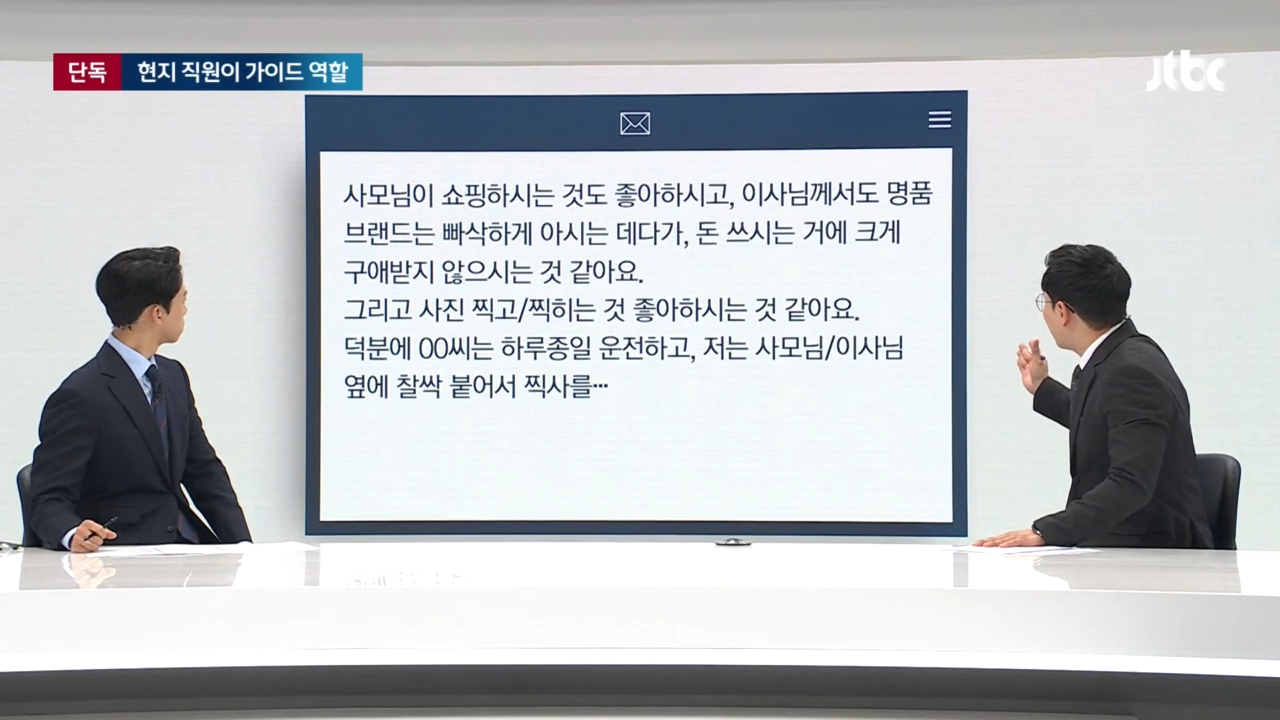 단독 현지 직원이 가이드 역할
jtbc
사모님이 쇼핑하시는 것도 좋아하시고, 이사님께서도 명품
브랜드는 빠삭하게 아시는 데다가, 돈 쓰시는 거에 크게
구애받지 않으시는 것 같아요.
그리고 사진 찍고/찍히는 것 좋아하시는 것 같아요.
덕분에 00씨는 하루종일 운전하고, 저는 사모님/이사님
옆에 찰싹 붙어서 찍사를…